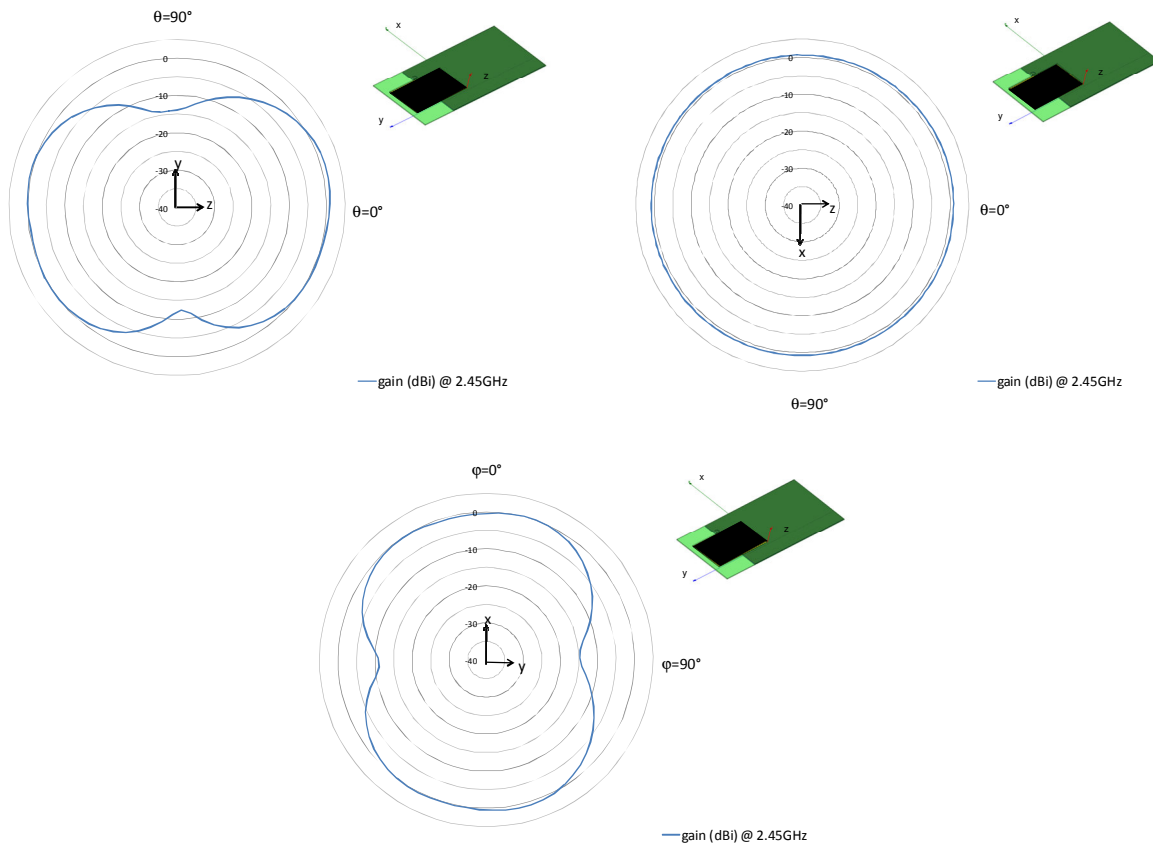 θ=90°
0
-10
-20
-30
-40
y
z
θ=0°
x
z
y
gain (dBi) @ 2.45GHz
0
-10
-20
-30
-40
z
x
θ=0°
x
z
y
gain (dBi) @ 2.45GHz
θ=90°
φ=0°
0
-10
-20
-30
-40
x
y
φ=90°
x
z
y
gain (dBi) @ 2.45GHz